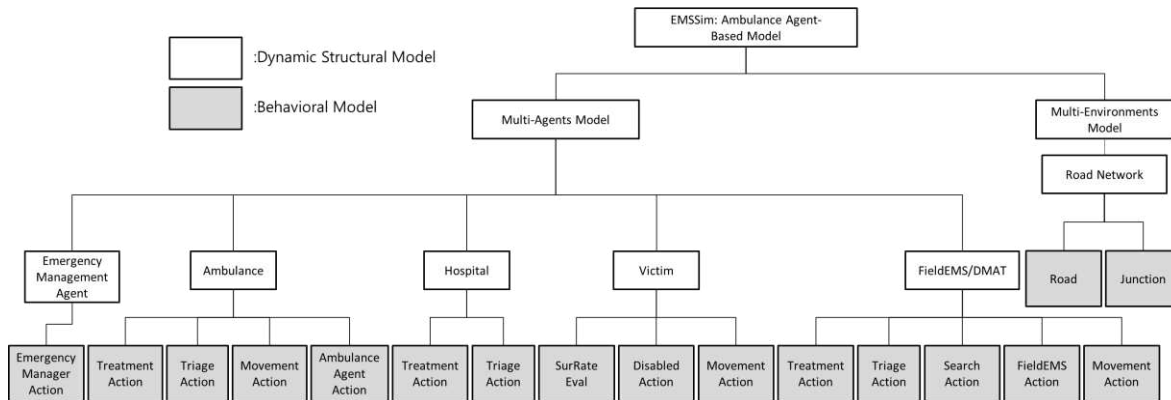 EMSSim: Ambulance Agent-
Based Model
:Dynamic Structural Model
:Behavioral Model
Multi-Agents Model
Multi-Environments
Model
Road Network
Emergency
Management
Agent
Ambulance
Hospital
Victim
FieldEMS/DMAT
Road
Junction
Emergency
Manager
Action
Treatment
Action
Triage
Action
Movement
Action
Ambulance
Agent
Action
Treatment
Action
Triage
Action
SurRate
Eval
Disabled
Action
Movement
Action
Treatment
Action
Triage
Action
Search
Action
FieldEMS
Action
Movement
Action